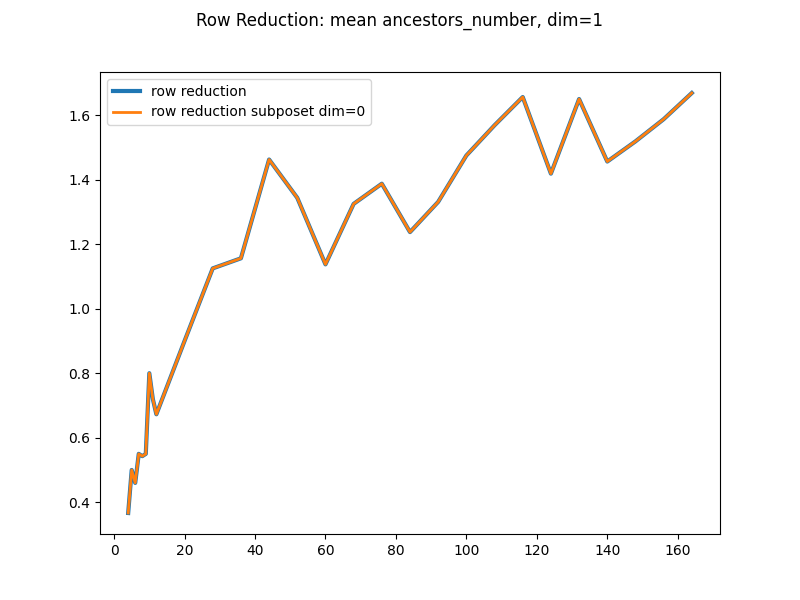 Row Reduction: mean ancestors_number, dim=1
row reduction
row reduction subposet dim=0
1.6
1.4
1.2
1.0
0.8
0.6
0.4
0 20 40 60 80 100 120 140 160